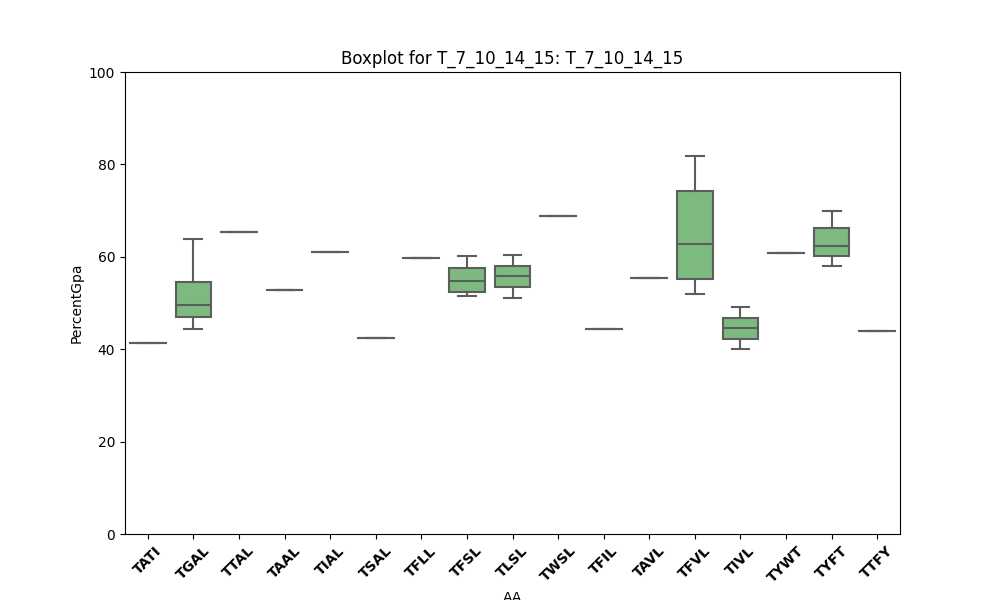 Boxplot for T_7_10_14_15: T_7_10_14_15
100
80
60
40
20
0
PercentGpa
TATI TGAL TTAL TAAL TIAL TSAL TFLL TFSL TLSL TWSL TFIL TAVL TFVL TIVL TYWT TYFT TTFY
AA